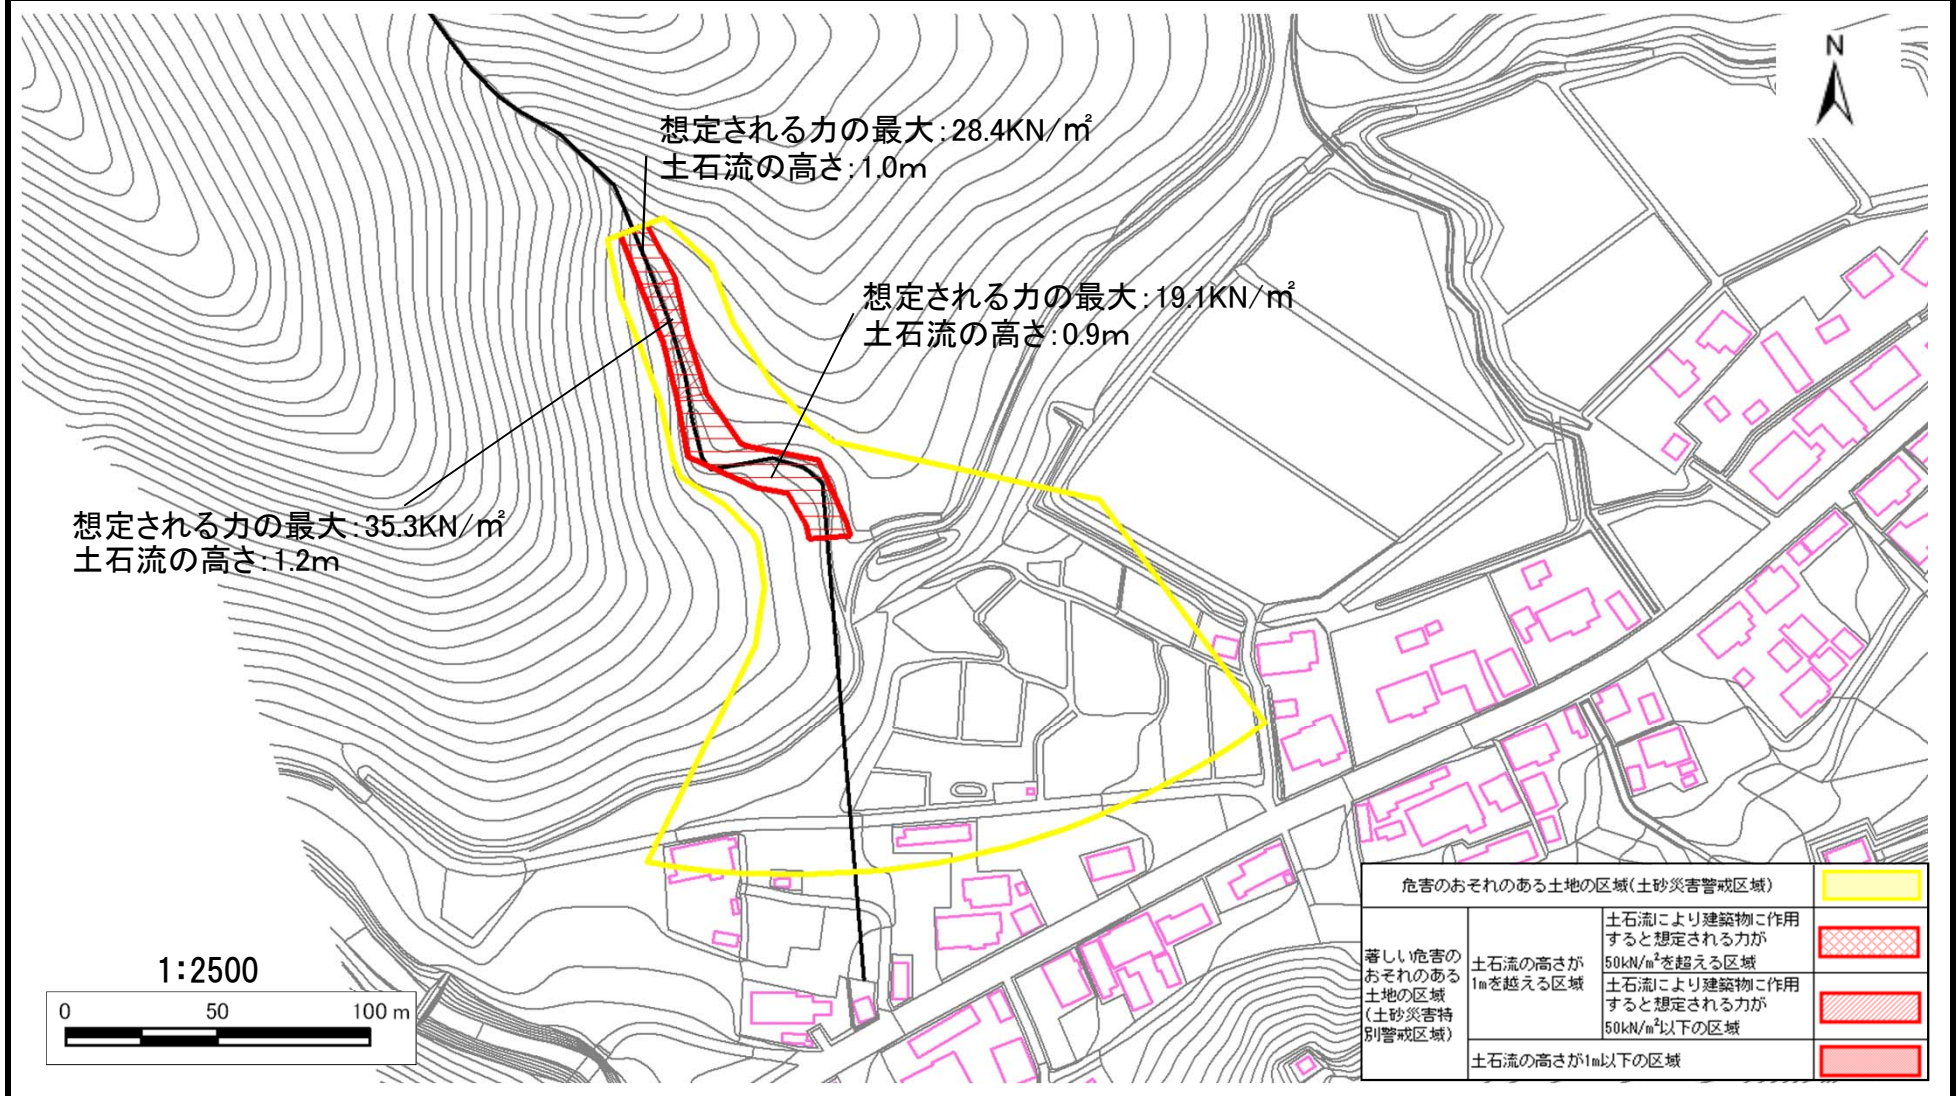 N
想定される力の最大:28.4KN/㎡
土石流の高さ:1.0m
想定される力の最大:19.1KN/㎡
土石流の高さ:0.9m
想定される力の最大:35.3KN/㎡
土石流の高さ:1.2m
1:2500
0 50 100 m
危害のおそれのある土地の区域(土砂災害警戒区域)
著しい危害の
おそれのある
土地の区域
(土砂災害特
別警戒区域)
土石流の高さが
1mを越える区域
土石流により建築物に作用
すると想定される力が
50kN/㎡を超える区域
土石流により建築物に作用
すると想定される力が
50kN/㎡以下の区域
土石流の高さが1m以下の区域